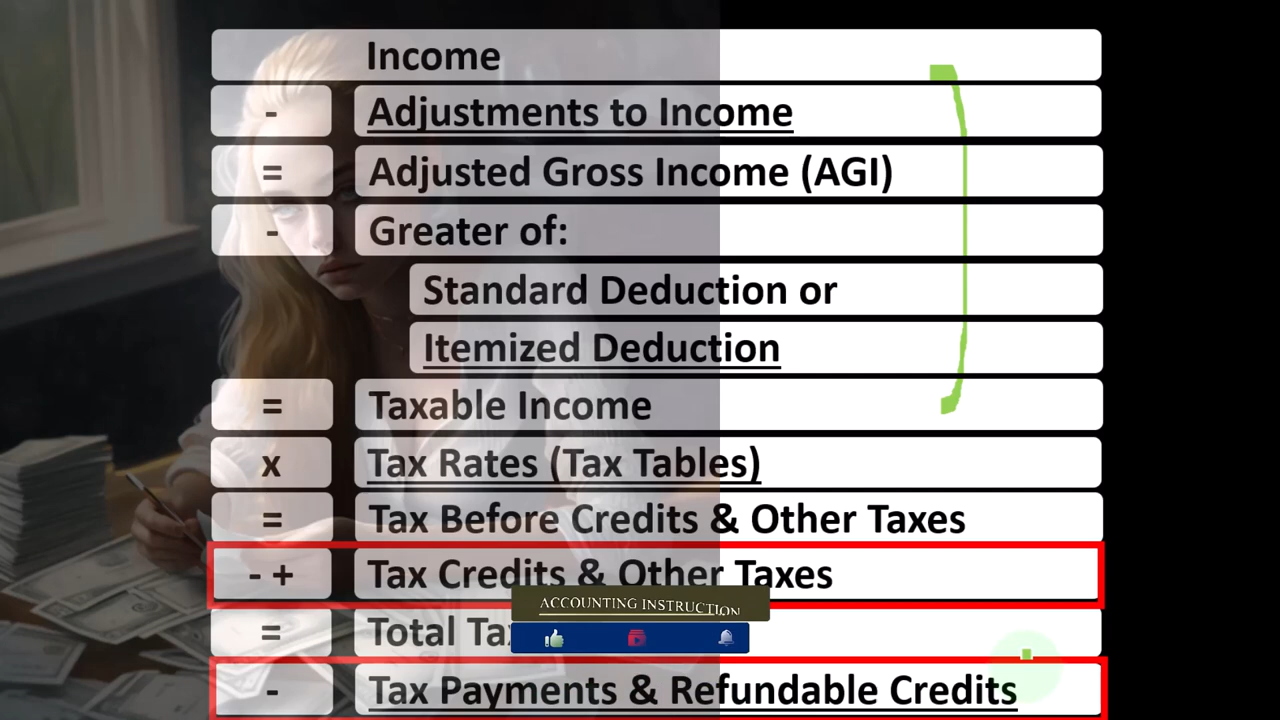 Income
- Adjustments to Income
= Adjusted Gross Income (AGI)
- Greater of:
Standard Deduction or
Itemized Deduction
= Taxable Income
x Tax Rates (Tax Tables)
= Tax Before Credits & Other Taxes
- + Tax Credits & Other Taxes
ACCOUNTING INSTRUCTION
= Total
- Tax Payments & Refundable Credits